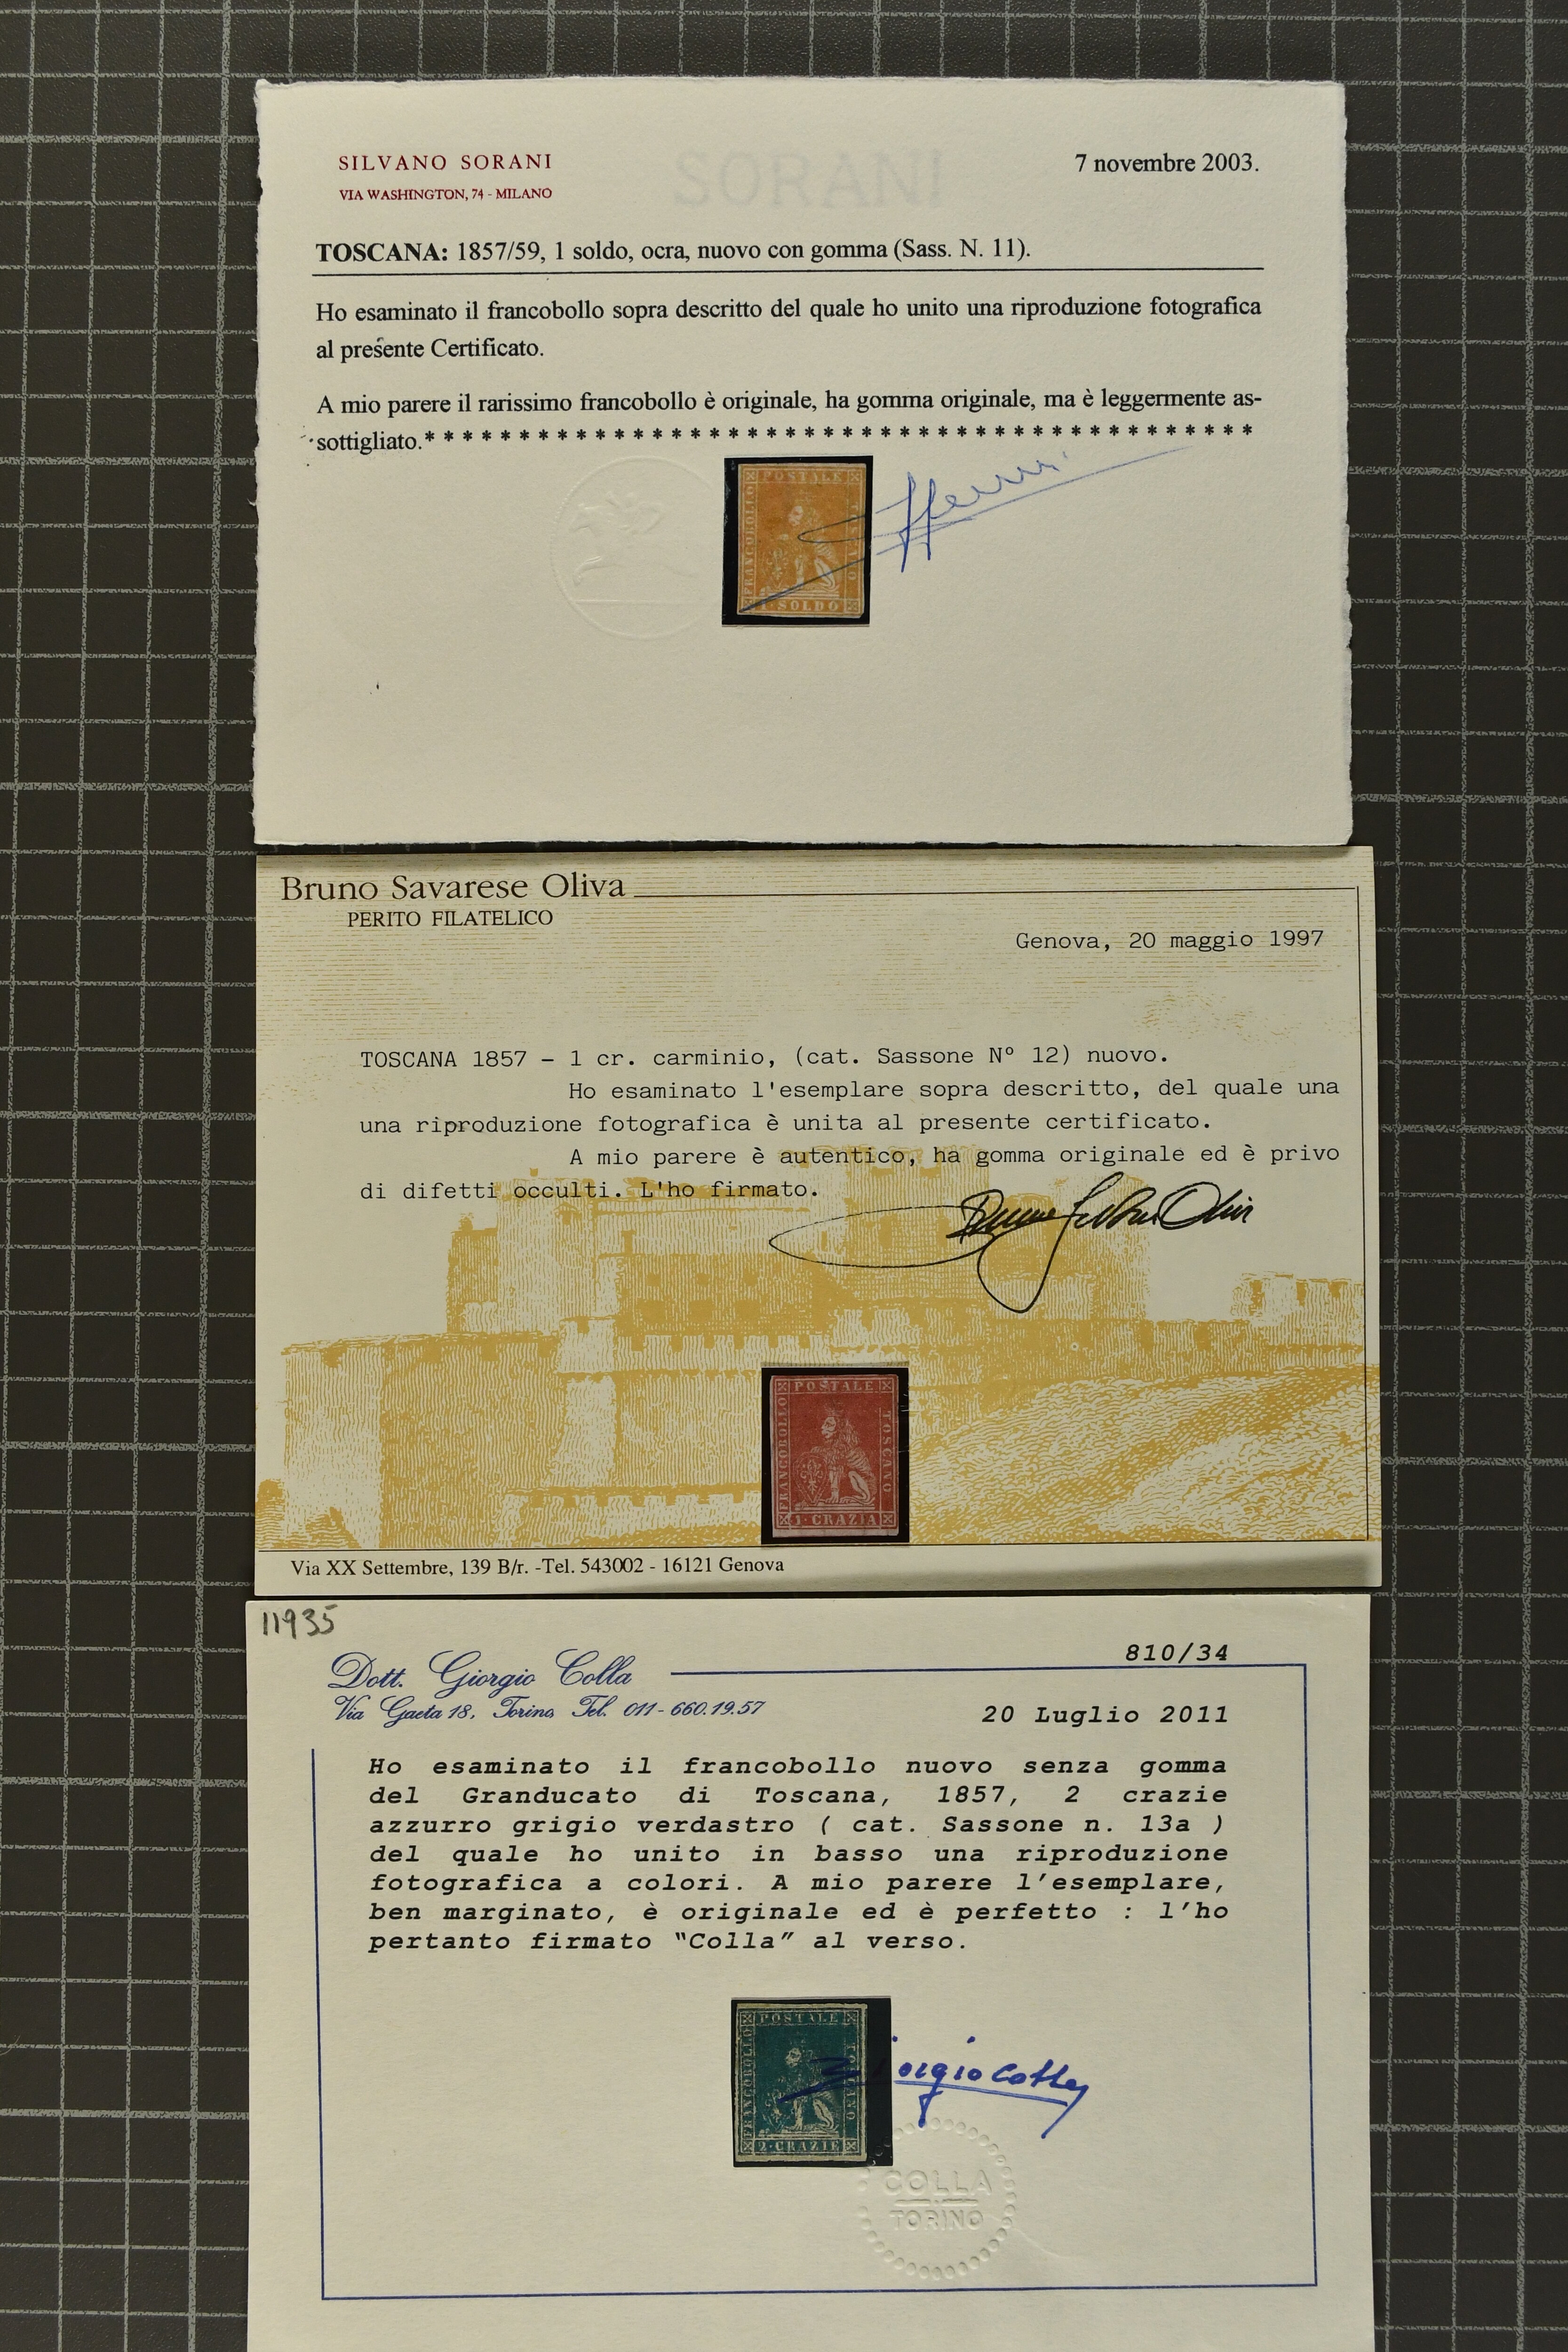 SILVANO SORANI
VIA WASHINGTON, 74 - MILANO
SORANI
7 novembre 2003.
TOSCANA: 1857/59, 1 soldo, ocra, nuovo con gomma (Sass. N. 11).
Ho esaminato il francobollo sopra descritto del quale ho unito una riproduzione fotografica
al presente Certificato.
A mio parere il rarissimo francobollo è originale, ha gomma originale, ma è leggermente as-
sottigliato.* * * * * * * * * * * * * * * * * * * * * * * * * * * * * * * * * * * * * * * * * * * *
POSTALE
FRANCOBOLLO
1·SOLDO
Bruno Savarese Oliva
PERITO FILATELICO
Genova, 20 maggio 1997
TOSCANA 1857 – 1 cr. carminio, (cat. Sassone N° 12) nuovo.
Ho esaminato l'esemplare sopra descritto, del quale una
una riproduzione fotografica è unita al presente certificato.
A mio parere è autentico, ha gomma originale ed è privo
di difetti occulti. L'ho firmato.
POSTALE
FRANCOBOLLO
TOSCANO
1·CRAZIA
Via XX Settembre, 139 B/r. -Tel. 543002 - 16121 Genova
11935
Dott. Giorgio Colla
Via Gaeta 18, Torino, Tel. 011-660.19.57
810/34
20 Luglio 2011
Ho esaminato il francobollo nuovo senza gomma
del Granducato di Toscana, 1857, 2 crazie
azzurro grigio verdastro ( cat. Sassone n. 13a )
del quale ho unito in basso una riproduzione
fotografica a colori. A mio parere l'esemplare,
ben marginato, è originale ed è perfetto : l'ho
pertanto firmato “Colla” al verso.
POSTALE
FRANCOBOLLO
TOSCANO
2·CRAZIE
Giorgio Colla
COLLA
TORINO